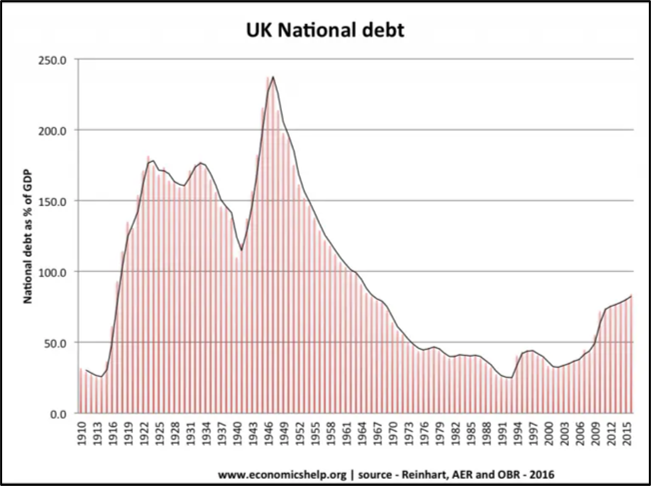 UK National debt
250.0
200.0
150.0
100.0
50.0
0.0
National debt as % of GDP
1910 1913 1916 1919 1922 1925 1928 1931 1934 1937 1940 1943 1946 1949 1952 1955 1958 1961 1964 1967 1970 1973 1976 1979 1982 1985 1988 1991 1994 1997 2000 2003 2006 2009 2012 2015
www.economicshelp.org | source - Reinhart, AER and OBR - 2016